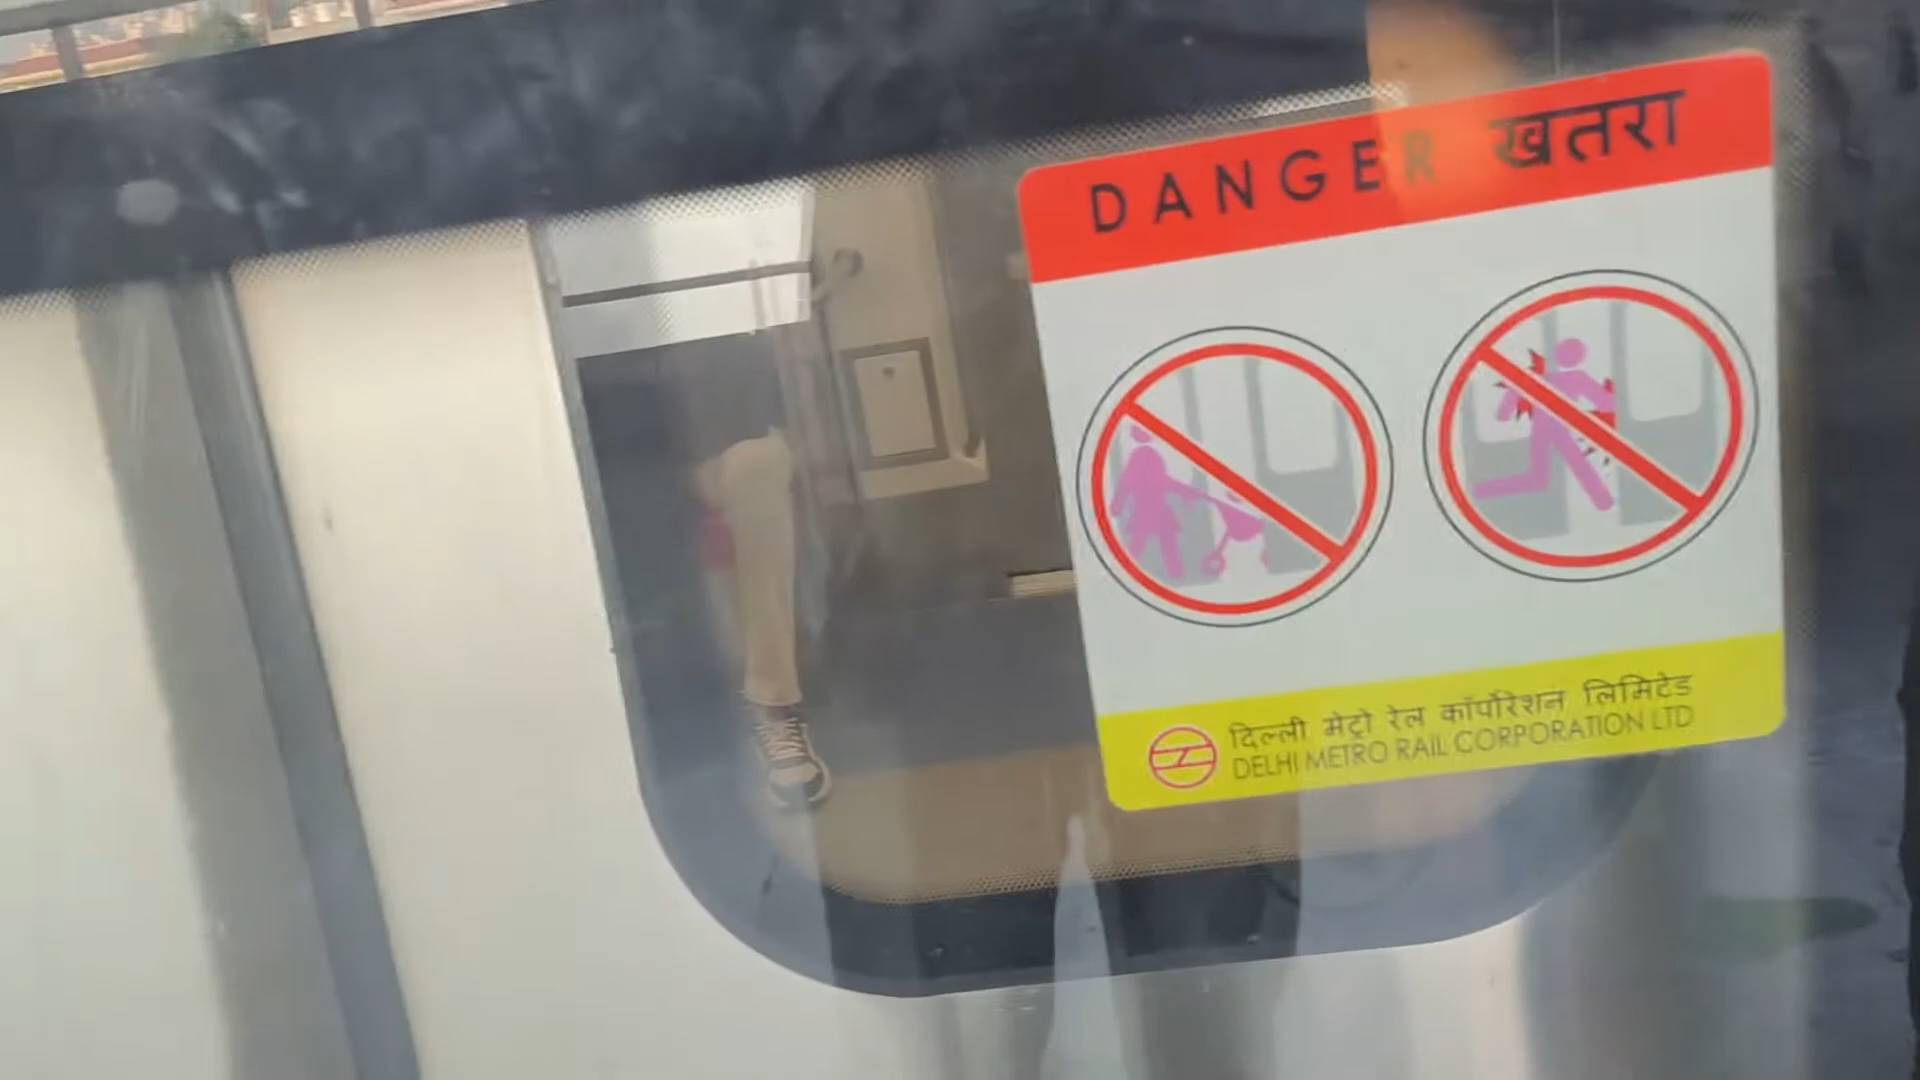 DANGER खतरा
दिल्ली मेट्रो रेल कॉर्पोरेशन लिमिटेड
DELHI METRO RAIL CORPORATION LTD